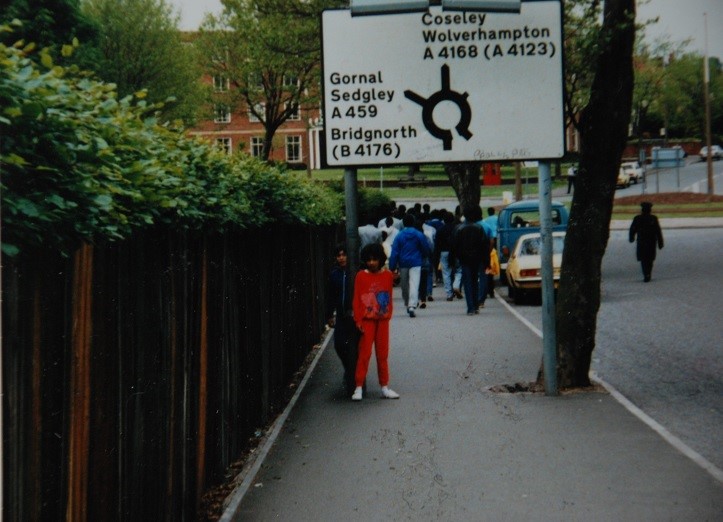 Coseley
Wolverhampton
A 4168 (A 4123)
Gornal
Sedgley
A 459
Bridgnorth
(B 4176)